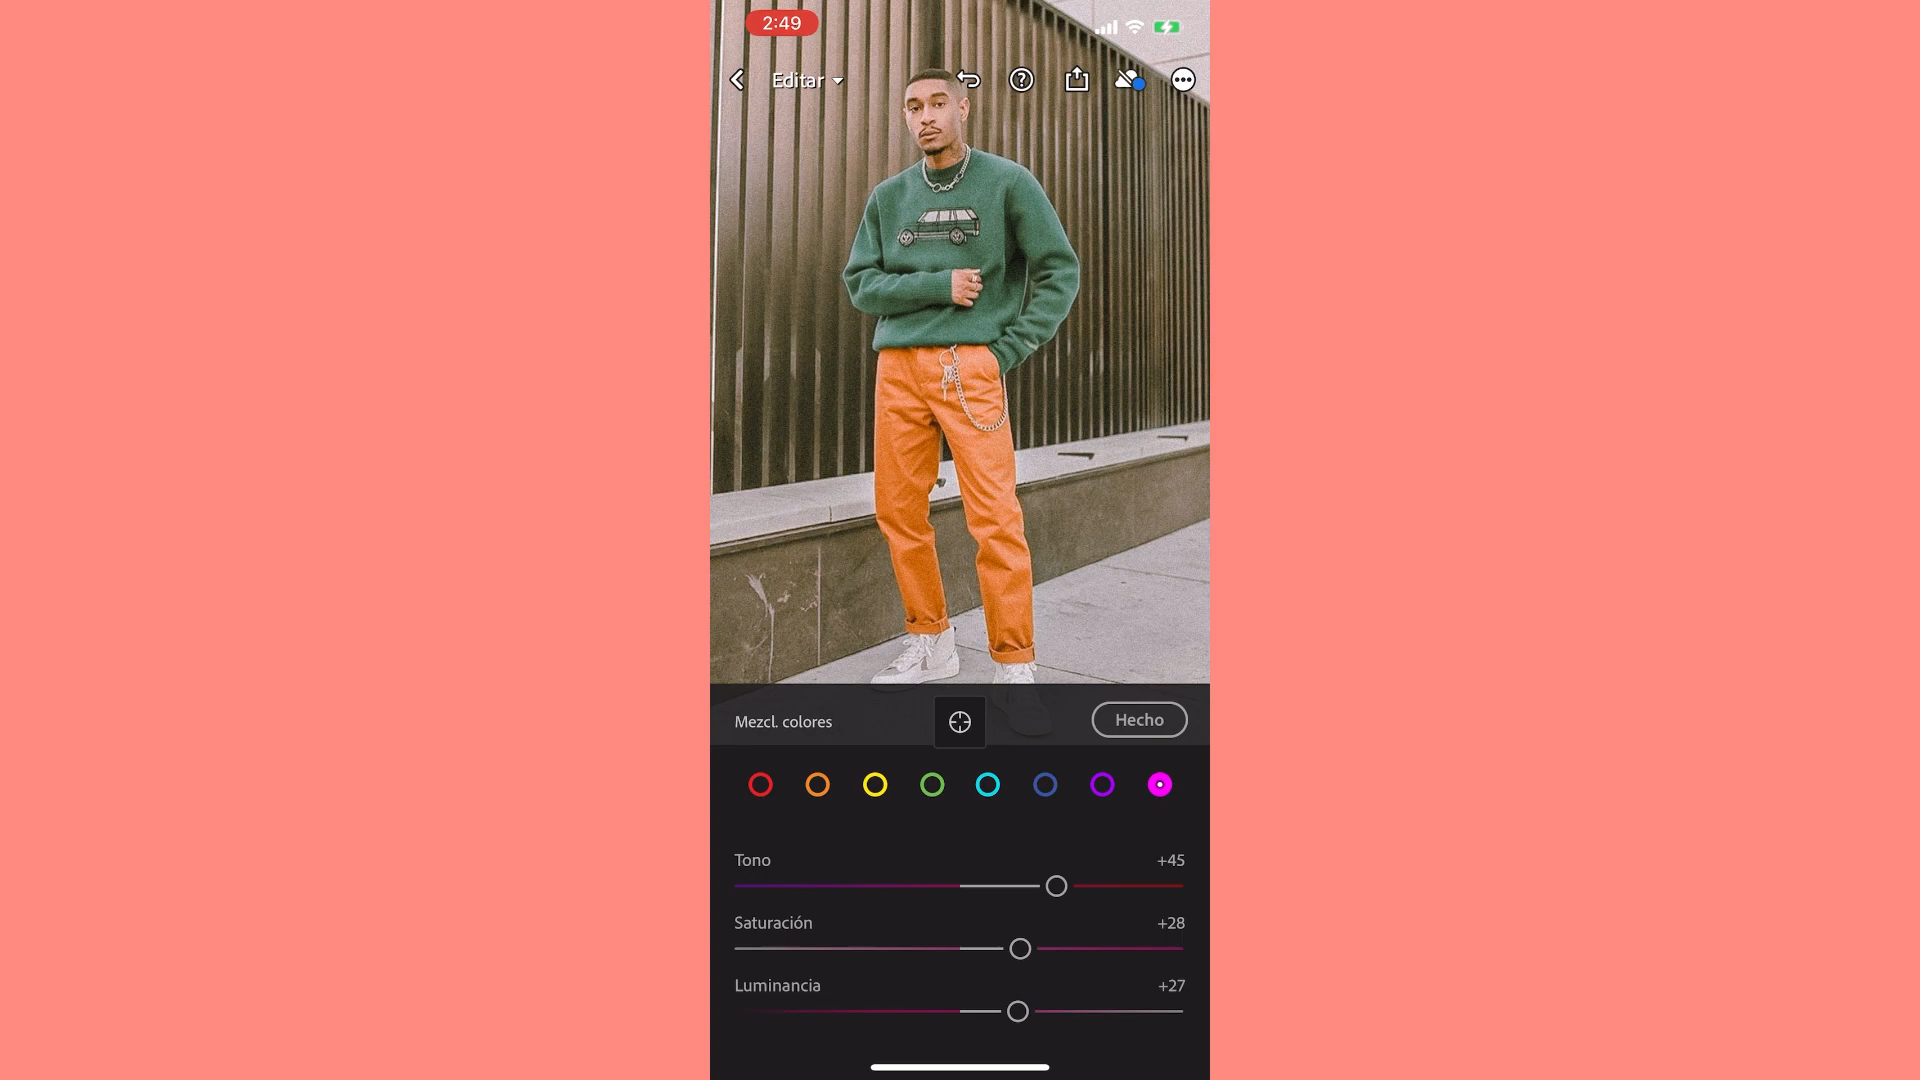 2:49
Editar
Mezcl. colores
Hecho
Tono +45
Saturación +28
Luminancia +27